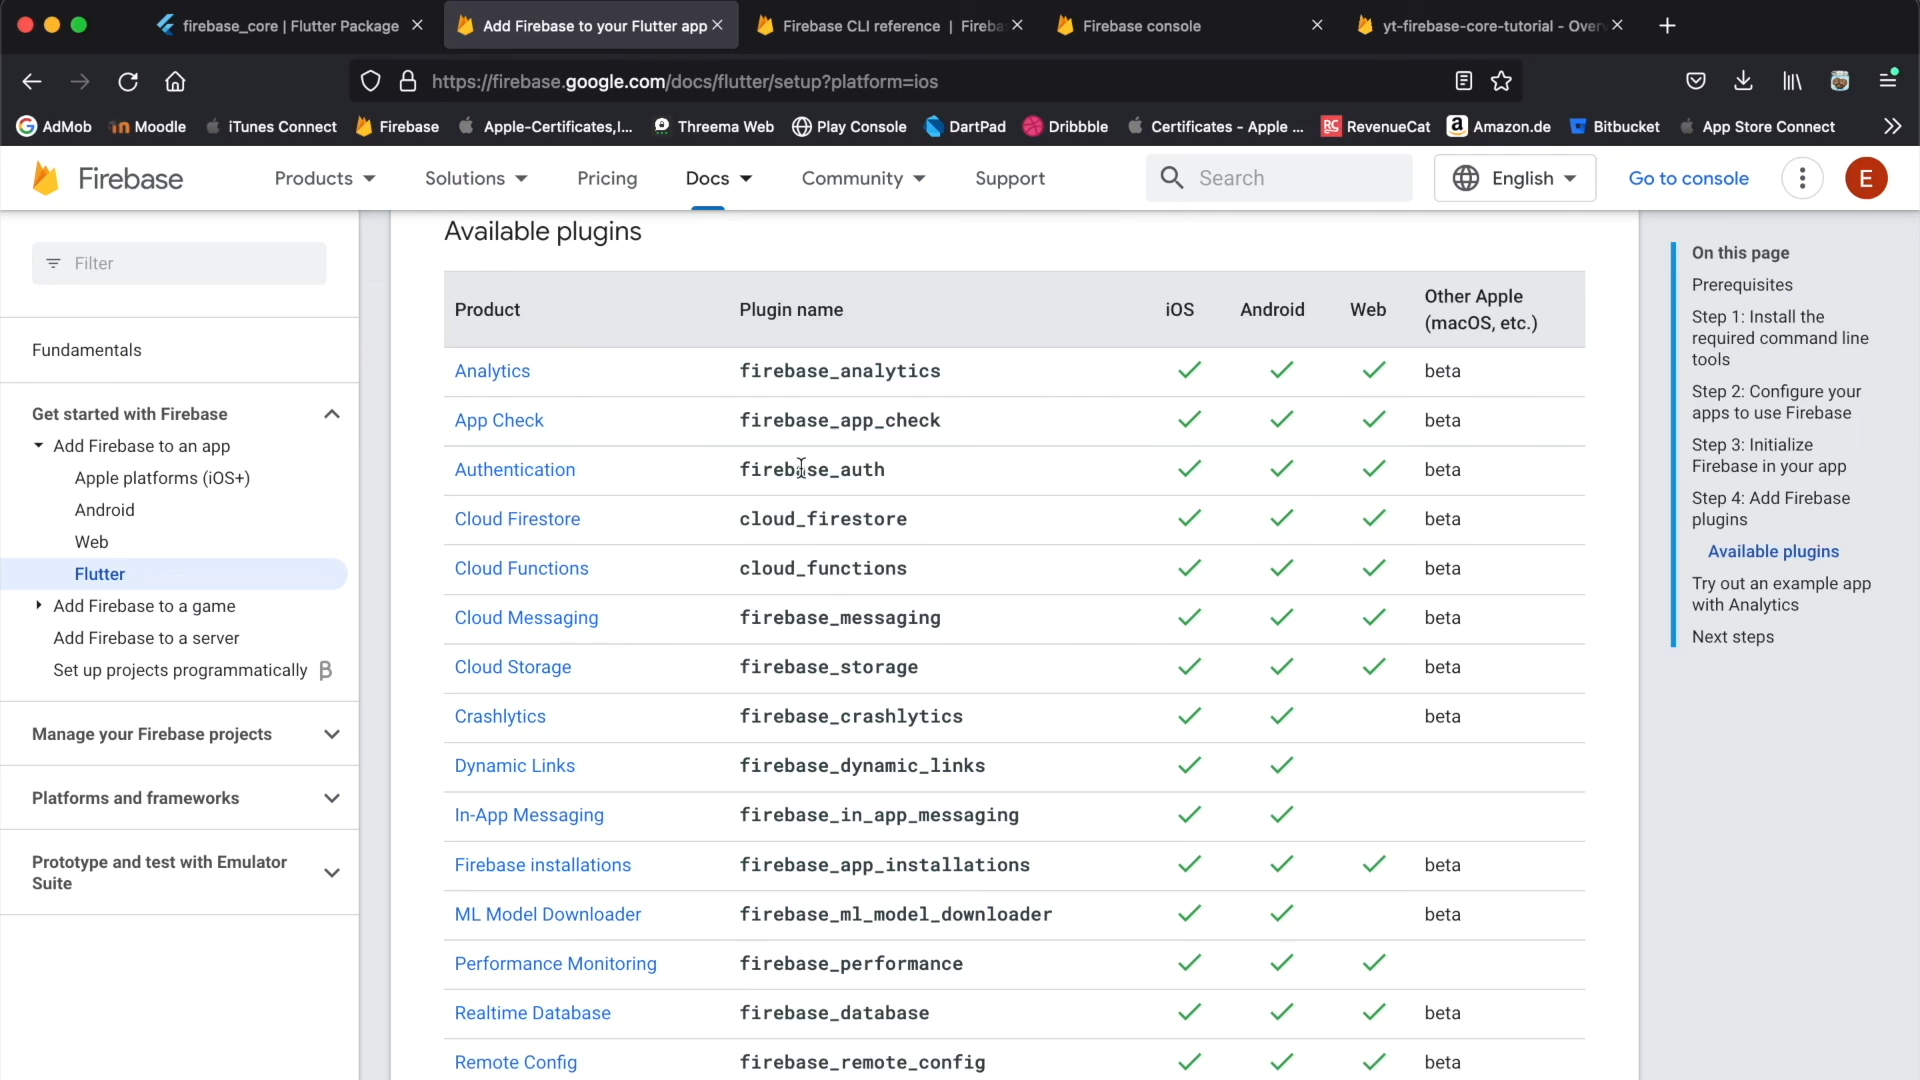 firebase_core | Flutter Package
Add Firebase to your Flutter app
Firebase CLI reference | Fireba
Firebase console
yt-firebase-core-tutorial - Over
https://firebase.google.com/docs/flutter/setup?platform=ios
AdMob
Moodle
iTunes Connect
Firebase
Apple-Certificates,I...
Threema Web
Play Console
DartPad
Dribbble
Certificates - Apple ...
RC RevenueCat
Amazon.de
Bitbucket
App Store Connect
Firebase
Products
Solutions
Pricing
Docs
Community
Support
Search
English
Go to console
E
Filter
Fundamentals
Get started with Firebase
Add Firebase to an app
Apple platforms (iOS+)
Android
Web
Flutter
Add Firebase to a game
Add Firebase to a server
Set up projects programmatically β
Manage your Firebase projects
Platforms and frameworks
Prototype and test with Emulator
Suite
Available plugins
Product Plugin name iOS Android Web Other Apple
(macOS, etc.)
Analytics firebase_analytics beta
App Check firebase_app_check beta
Authentication firebase_auth beta
Cloud Firestore cloud_firestore beta
Cloud Functions cloud_functions beta
Cloud Messaging firebase_messaging beta
Cloud Storage firebase_storage beta
Crashlytics firebase_crashlytics beta
Dynamic Links firebase_dynamic_links
In-App Messaging firebase_in_app_messaging
Firebase installations firebase_app_installations beta
ML Model Downloader firebase_ml_model_downloader beta
Performance Monitoring firebase_performance
Realtime Database firebase_database beta
Remote Config firebase_remote_config beta
On this page
Prerequisites
Step 1: Install the
required command line
tools
Step 2: Configure your
apps to use Firebase
Step 3: Initialize
Firebase in your app
Step 4: Add Firebase
plugins
Available plugins
Try out an example app
with Analytics
Next steps